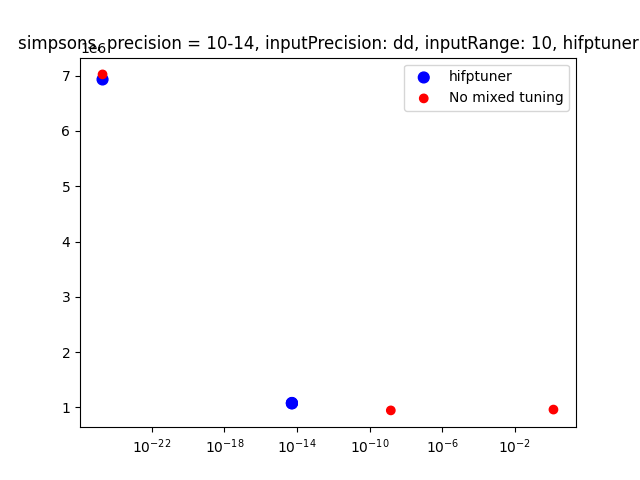 simpsons, precision = 10-14, inputPrecision: dd, inputRange: 10, hifptuner
1e6
hifptuner
No mixed tuning
7
6
5
4
3
2
1
10^-22 10^-18 10^-14 10^-10 10^-6 10^-2